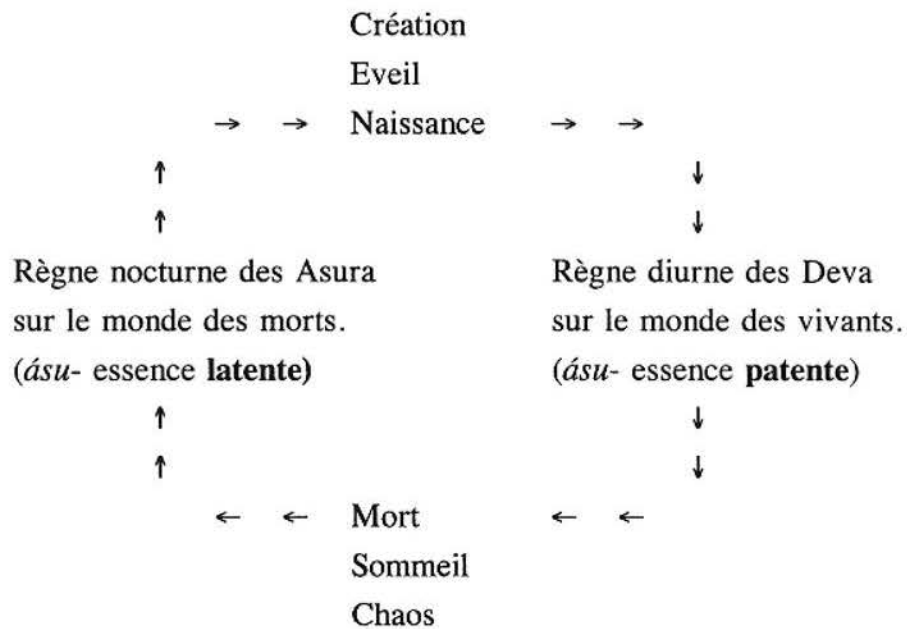 Création
Eveil
→ → Naissance → →
↑ ↓
↑ ↓
Règne nocturne des Asura Règne diurne des Deva
sur le monde des morts. sur le monde des vivants.
(ásu- essence latente) (ásu- essence patente)
↑ ↓
↑ ↓
← ← Mort ← ←
Sommeil
Chaos